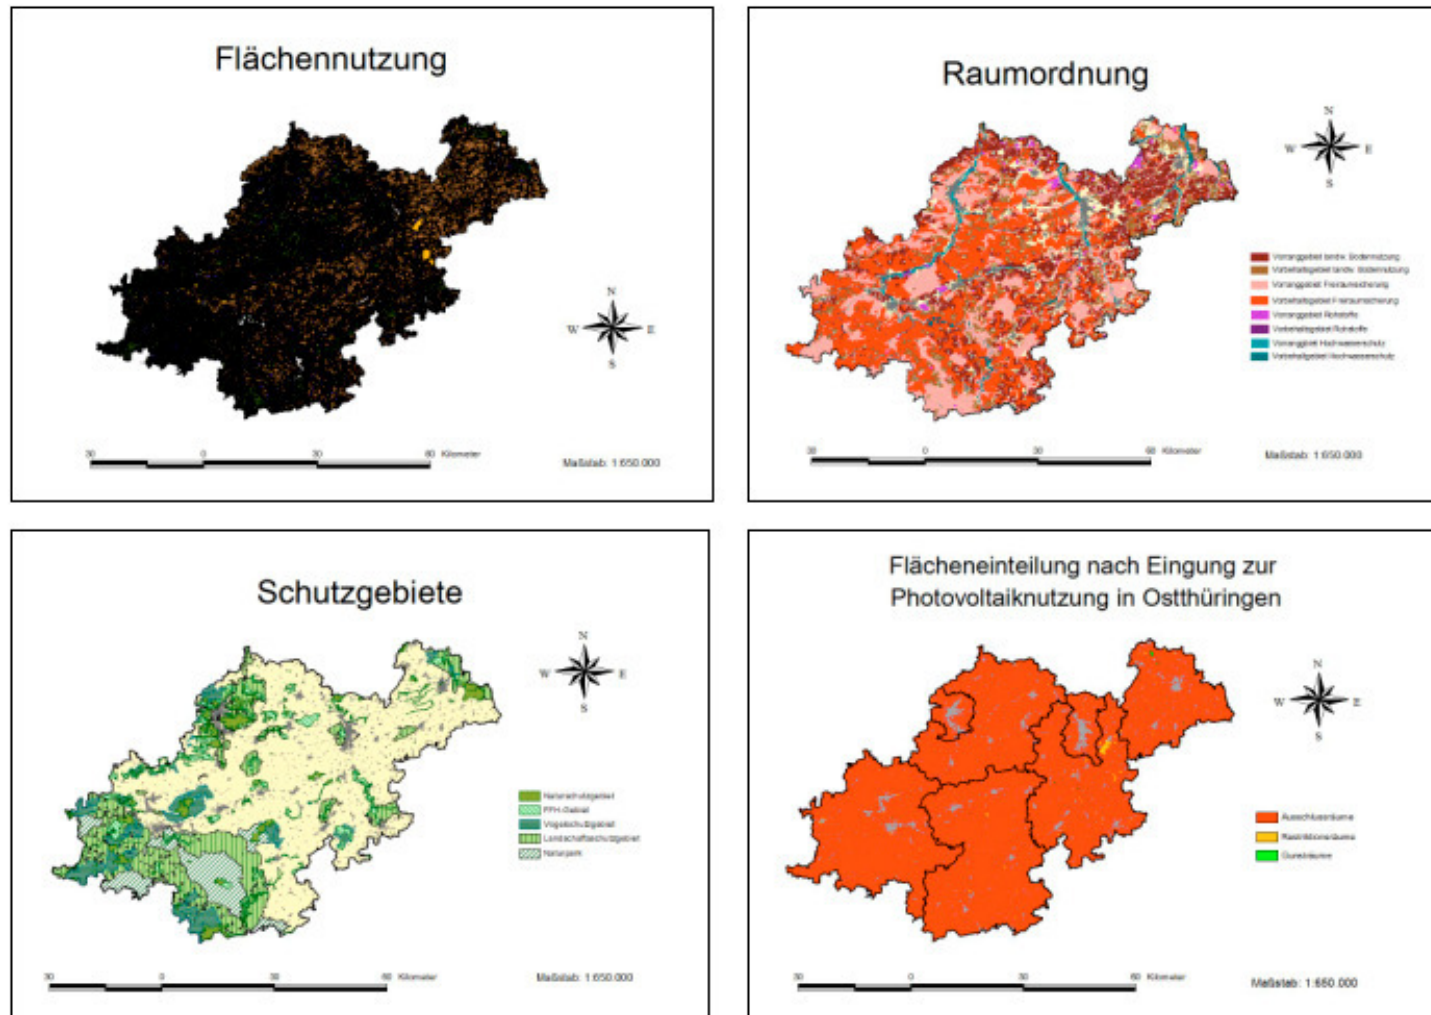 Flächennutzung
N
W E
S
30 0 30 60 Kilometer
Maßstab: 1:650.000
Raumordnung
N
W E
S
Vorranggebiet landw. Bodennutzung
Vorbehaltsgebiet landw. Bodennutzung
Vorranggebiet Freiraumsicherung
Vorbehaltsgebiet Freiraumsicherung
Vorranggebiet Rohstoffe
Vorbehaltsgebiet Rohstoffe
Hochwasserschutz
Hochwasserschutz
30 0 30 60 Kilometer
Maßstab: 1:650.000
Schutzgebiete
N
W E
S
Naturschutzgebiet
FFH-Gebiet
Vogelschutzgebiet
Landschaftsschutzgebiet
Naturpark
30 0 30 60 Kilometer
Maßstab: 1:650.000
Flächeneinteilung nach Eingung zur
Photovoltaiknutzung in Ostthüringen
N
W E
S
Ausschlussräume
Restriktionsräume
Gunsträume
30 0 30 60 Kilometer
Maßstab: 1:650.000